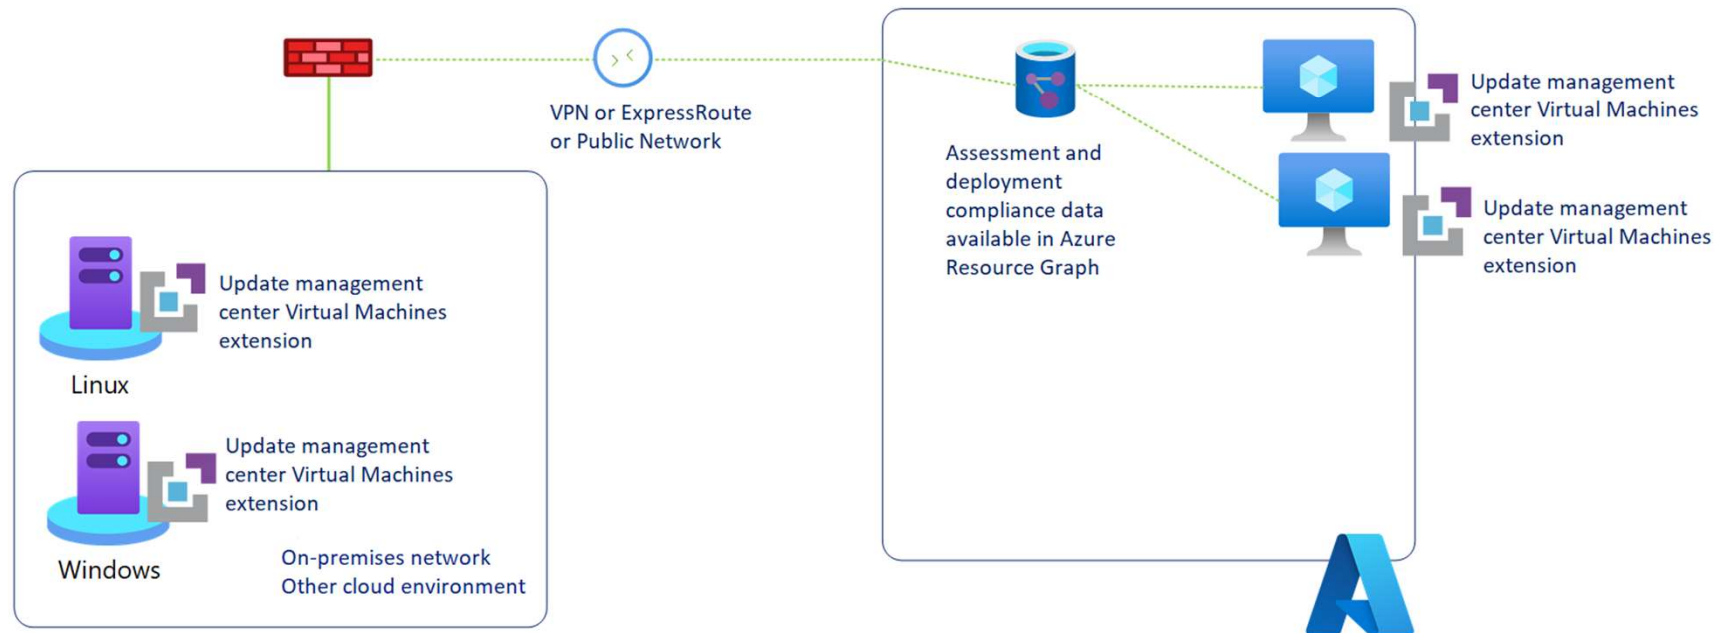 VPN or ExpressRoute
or Public Network
Assessment and
deployment
compliance data
available in Azure
Resource Graph
Update management
center Virtual Machines
extension
Update management
center Virtual Machines
extension
Update management
center Virtual Machines
extension
Linux
Update management
center Virtual Machines
extension
Windows
On-premises network
Other cloud environment